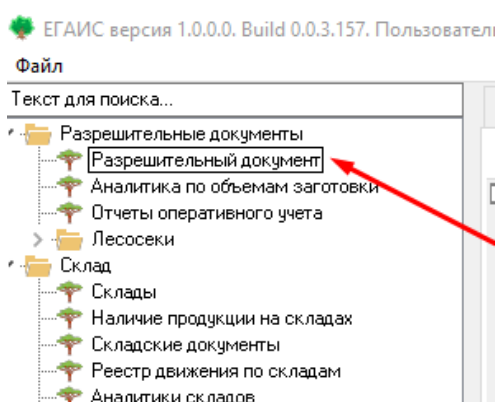 ЕГАИС версия 1.0.0.0. Build 0.0.3.157.
Файл
Текст для поиска...
Разрешительные документы
Разрешительный документ
Аналитика по объемам заготовки
Отчеты оперативного учета
Лесосеки
Склад
Склады
Наличие продукции на складах
Складские документы
Реестр движения по складам
Аналитики складов